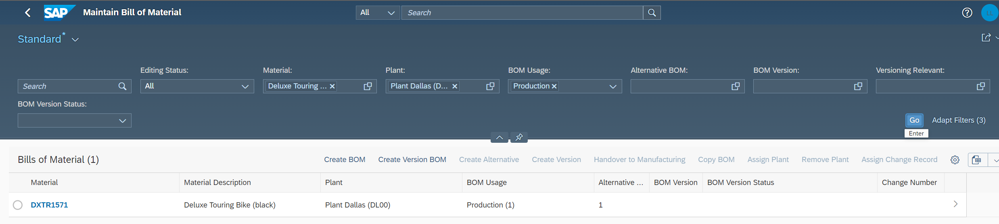 SAP Maintain Bill of Material All Search LL
Standard*
Editing Status: Material: Plant: BOM Usage: Alternative BOM: BOM Version: Versioning Relevant:
Search All Deluxe Touring ... Plant Dallas (D... Production
BOM Version Status:
Go Adapt Filters (3)
Enter
Bills of Material (1) Create BOM Create Version BOM Create Alternative Create Version Handover to Manufacturing Copy BOM Assign Plant Remove Plant Assign Change Record
Material Material Description Plant BOM Usage Alternative ... BOM Version BOM Version Status Change Number
DXTR1571 Deluxe Touring Bike (black) Plant Dallas (DL00) Production (1) 1